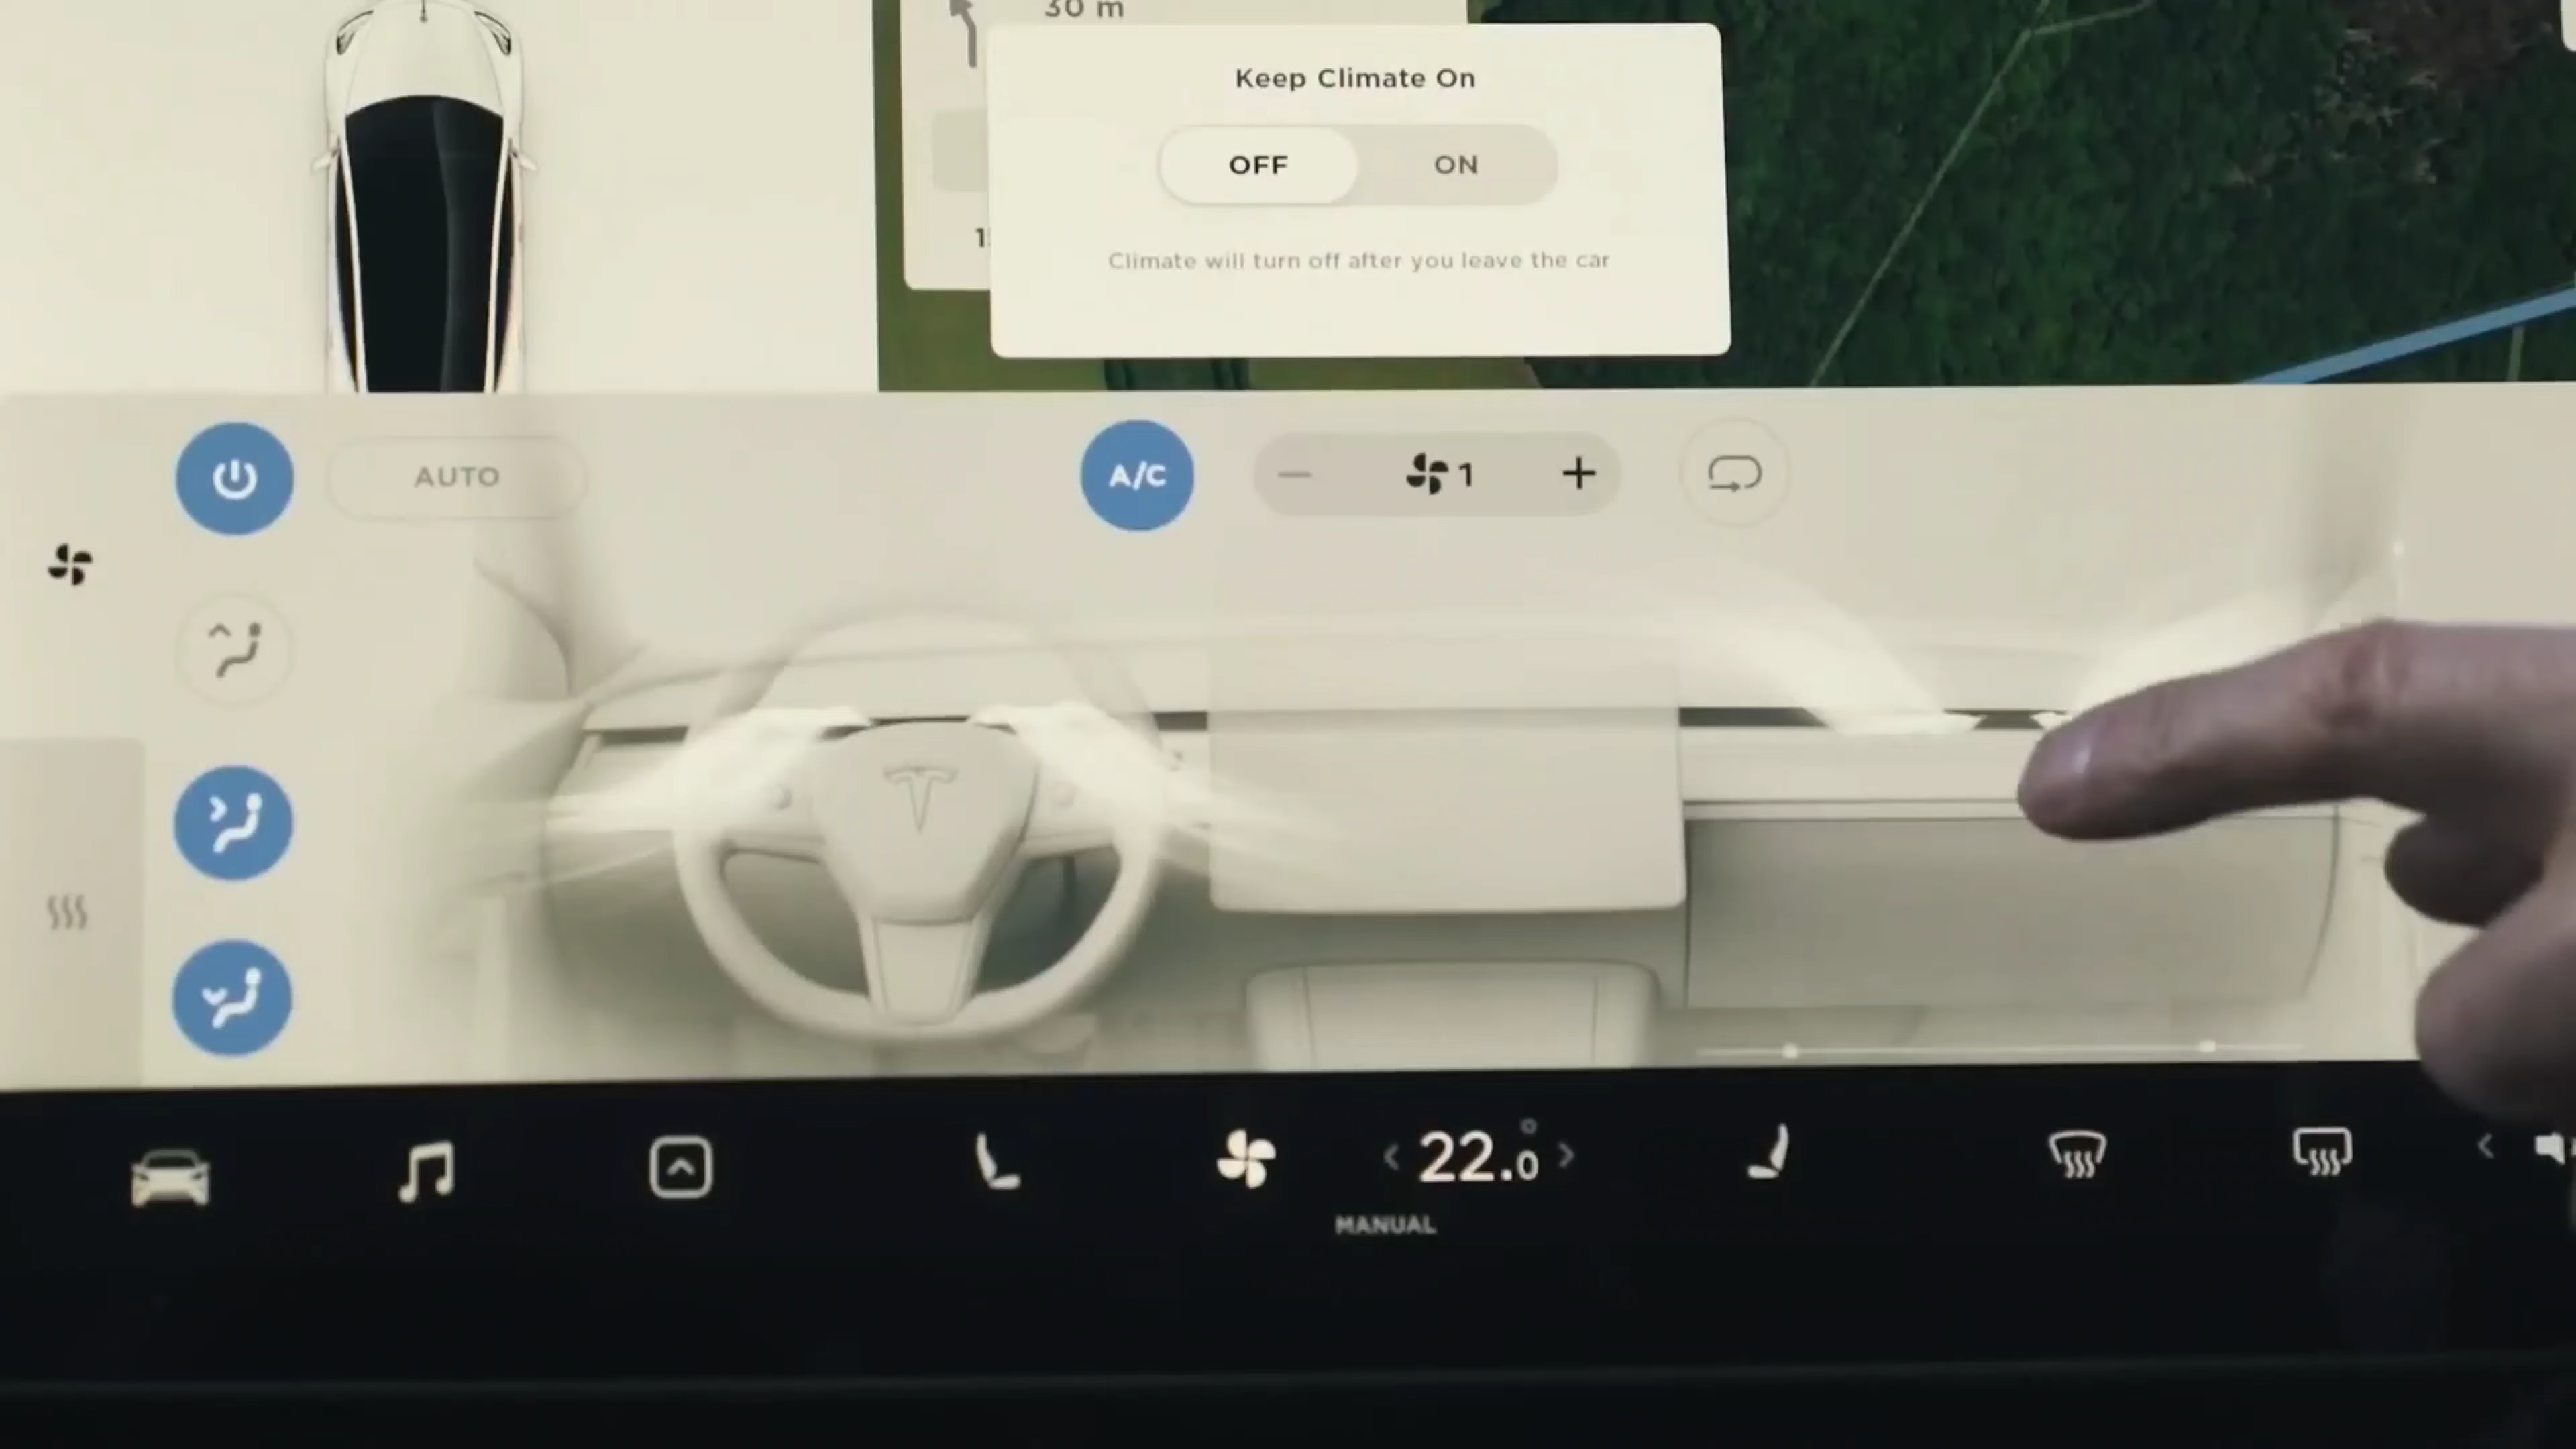 30 m
Keep Climate On
OFF ON
Climate will turn off after you leave the car
AUTO
A/C
1
22.0°
MANUAL